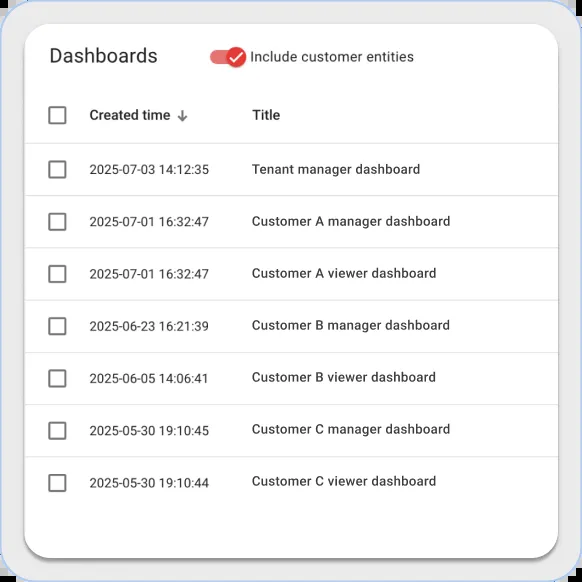 Dashboards Include customer entities
Created time Title
2025-07-03 14:12:35 Tenant manager dashboard
2025-07-01 16:32:47 Customer A manager dashboard
2025-07-01 16:32:47 Customer A viewer dashboard
2025-06-23 16:21:39 Customer B manager dashboard
2025-06-05 14:06:41 Customer B viewer dashboard
2025-05-30 19:10:45 Customer C manager dashboard
2025-05-30 19:10:44 Customer C viewer dashboard